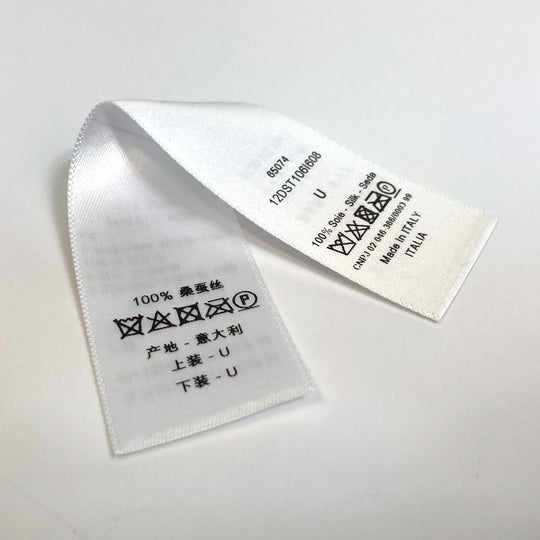 65074
12DST106I608
U
100% Soie - Silk - Seda
CNPJ 02 046 386/0003 99
Made In ITALY
ITALIA
100% 桑蚕丝
P
产地 - 意大利
上装 - U
下装 - U